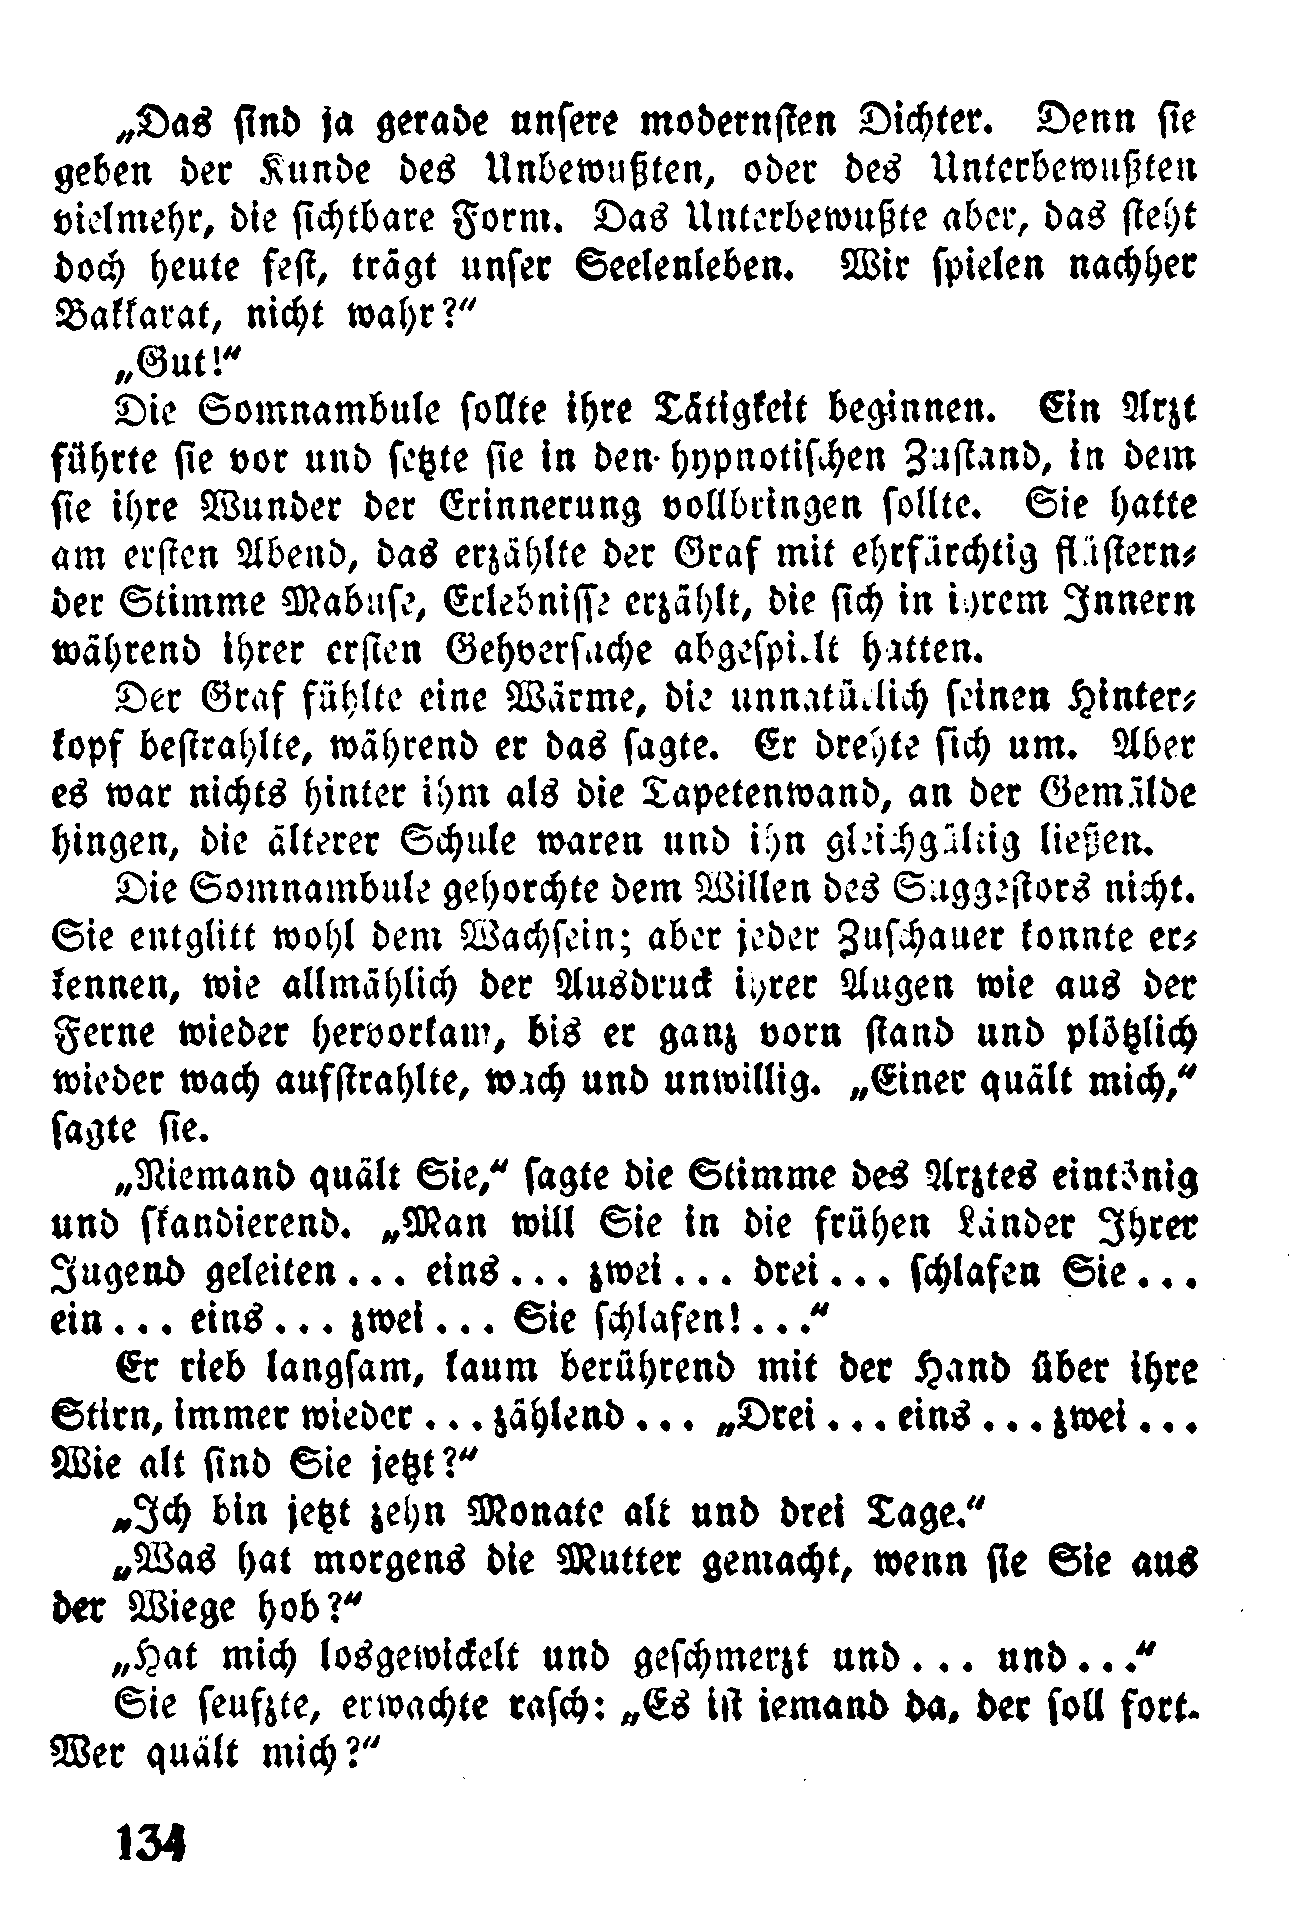 „Das sind ja gerade unsere modernsten Dichter. Denn sie
geben der Kunde des Unbewußten, oder des Unterbewußten
vielmehr, die sichtbare Form. Das Unterbewußte aber, das steht
doch heute fest, trägt unser Seelenleben. Wir spielen nachher
Bakkarat, nicht wahr?“
„Gut!“
Die Somnambule sollte ihre Tätigkeit beginnen. Ein Arzt
führte sie vor und setzte sie in den hypnotischen Zustand, in dem
sie ihre Wunder der Erinnerung vollbringen sollte. Sie hatte
am ersten Abend, das erzählte der Graf mit ehrfürchtig flüstern-
der Stimme Mabuse, Erlebnisse erzählt, die sich in ihrem Innern
während ihrer ersten Gehversuche abgespielt hatten.
Der Graf fühlte eine Wärme, die unnatürlich seinen Hinter-
kopf bestrahlte, während er das sagte. Er drehte sich um. Aber
es war nichts hinter ihm als die Tapetenwand, an der Gemälde
hingen, die älterer Schule waren und ihn gleichgültig ließen.
Die Somnambule gehorchte dem Willen des Suggestors nicht.
Sie entglitt wohl dem Wachsein; aber jeder Zuschauer konnte er-
kennen, wie allmählich der Ausdruck ihrer Augen wie aus der
Ferne wieder hervorkam, bis er ganz vorn stand und plötzlich
wieder wach aufstrahlte, wach und unwillig. „Einer quält mich,“
sagte sie.
„Niemand quält Sie,“ sagte die Stimme des Arztes eintönig
und skandierend. „Man will Sie in die frühen Länder Ihrer
Jugend geleiten... eins... zwei... drei... schlafen Sie...
ein... eins... zwei... Sie schlafen!...“
Er rieb langsam, kaum berührend mit der Hand über ihre
Stirn, immer wieder... zählend... „Drei... eins... zwei...
Wie alt sind Sie jetzt?“
„Ich bin jetzt zehn Monate alt und drei Tage.“
„Was hat morgens die Mutter gemacht, wenn sie Sie aus
der Wiege hob?“
„Hat mich losgewickelt und geschmerzt und... und...“
Sie seufzte, erwachte rasch: „Es ist iemand da, der soll fort.
Wer quält mich?“
134